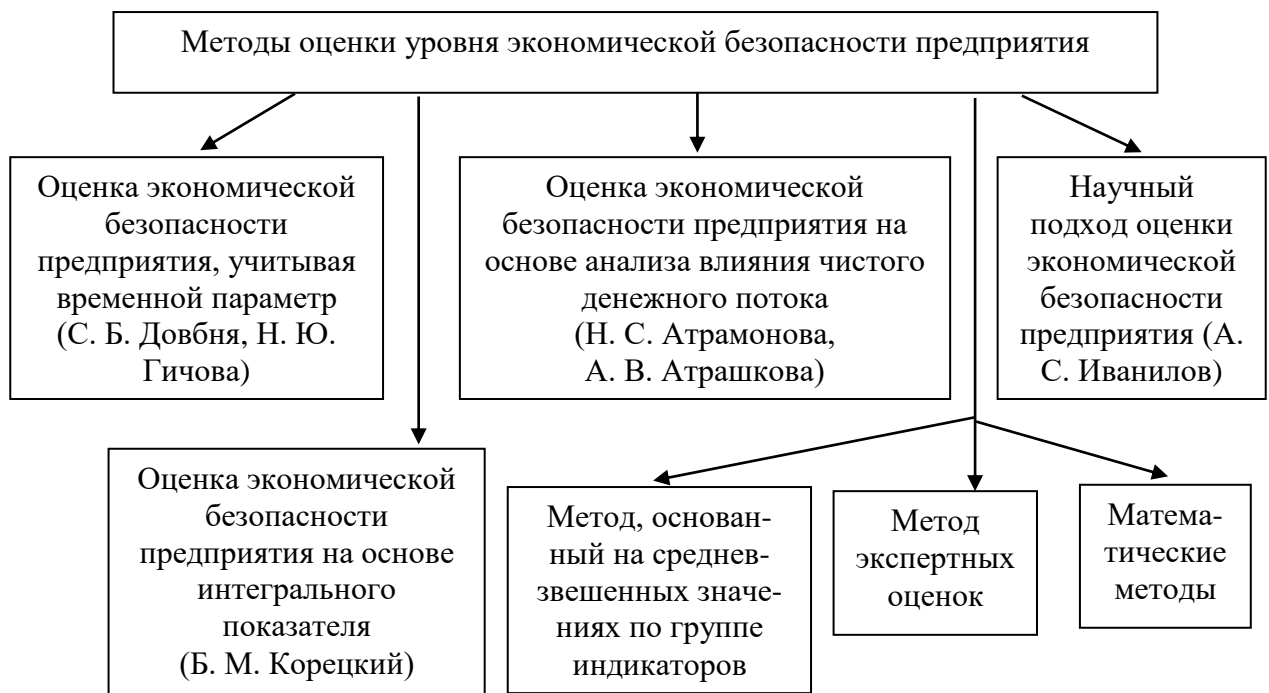 Методы оценки уровня экономической безопасности предприятия
Оценка экономической
безопасности
предприятия, учитывая
временной параметр
(С. Б. Довбня, Н. Ю.
Гичова)
Оценка экономической
безопасности предприятия на
основе анализа влияния чистого
денежного потока
(Н. С. Атрамонова,
А. В. Атрашкова)
Научный
подход оценки
экономической
безопасности
предприятия (А.
С. Иванилов)
Оценка экономической
безопасности
предприятия на основе
интегрального
показателя
(Б. М. Корецкий)
Метод, основан-
ный на среднев-
звешенных значе-
ниях по группе
индикаторов
Метод
экспертных
оценок
Матема-
тические
методы